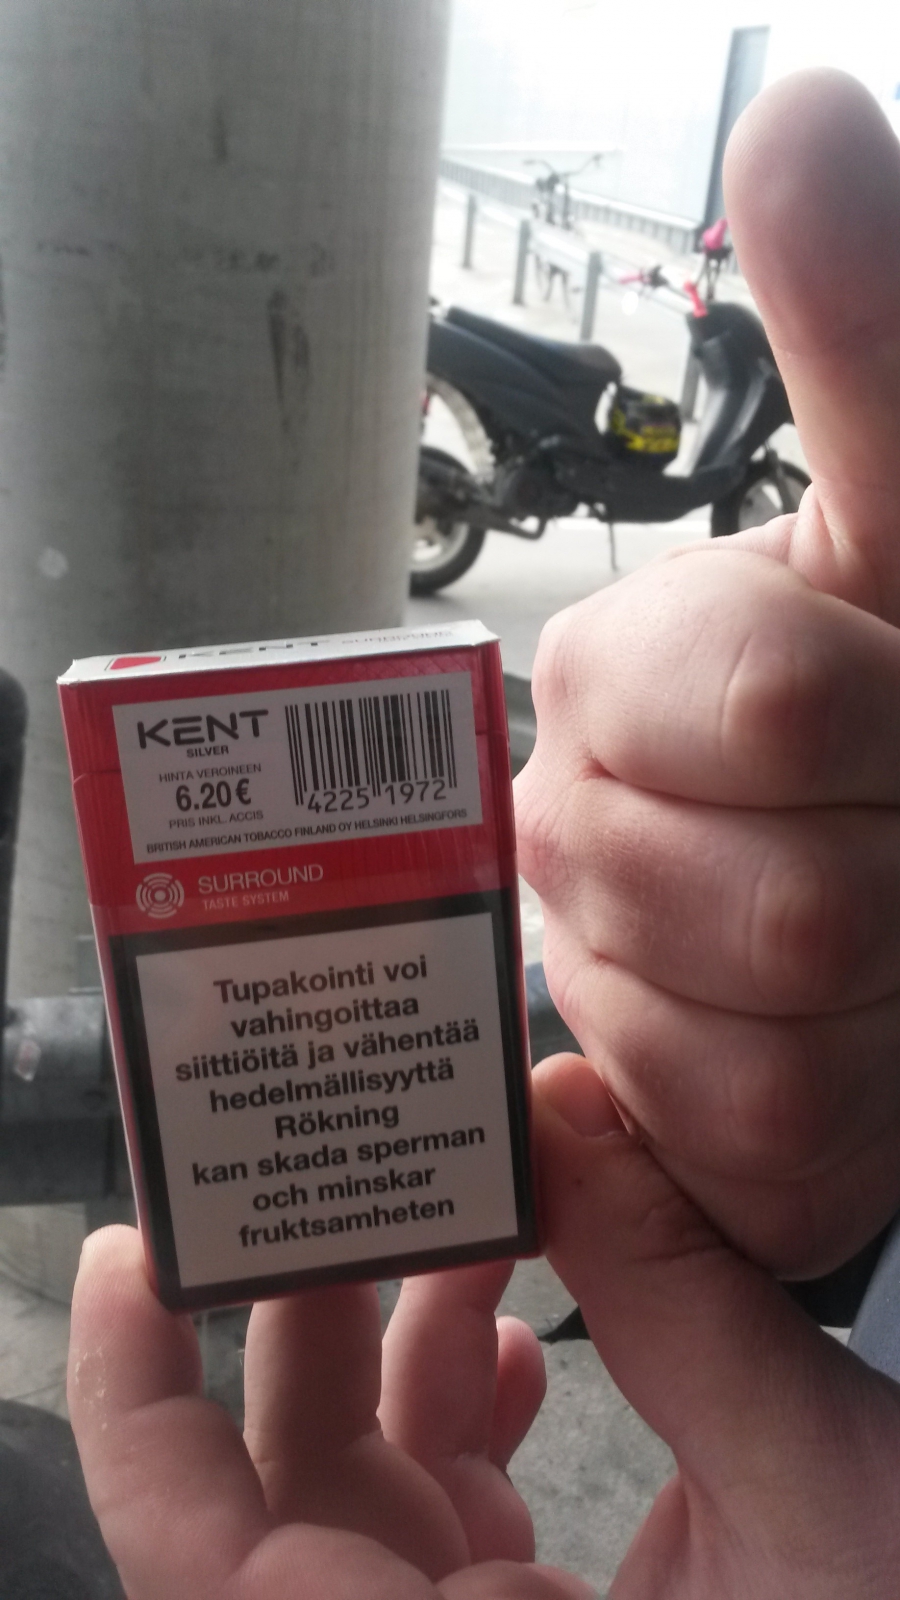 KENT
KENT
SILVER
HINTA VEROINEEN
6.20€
PRIS INKL. ACCIS
4225 1972
BRITISH AMERICAN TOBACCO FINLAND OY HELSINKI HELSINGFORS
SURROUND
TASTE SYSTEM
Tupakointi voi
vahingoittaa
siittiöitä ja vähentää
hedelmällisyyttä
Rökning
kan skada sperman
och minskar
fruktsamheten